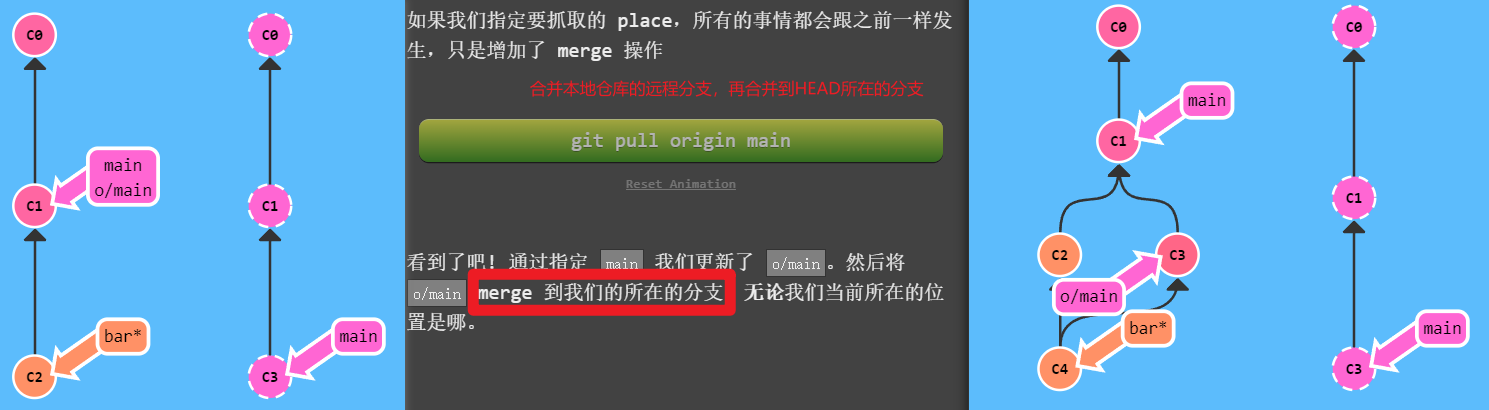 C0
C1
main
o/main
bar*
C2
C0
C1
main
C3
如果我们指定要抓取的 place，所有的事情都会跟之前一样发
生，只是增加了 merge 操作
合并本地仓库的远程分支，再合并到HEAD所在的分支
git pull origin main
Reset Animation
看到了吧！通过指定 main 我们更新了 o/main。然后将
o/main merge 到我们的所在的分支 无论我们当前所在的位
置是哪。
C0
main
C1
C2
C3
o/main
bar*
C4
C0
C1
main
C3